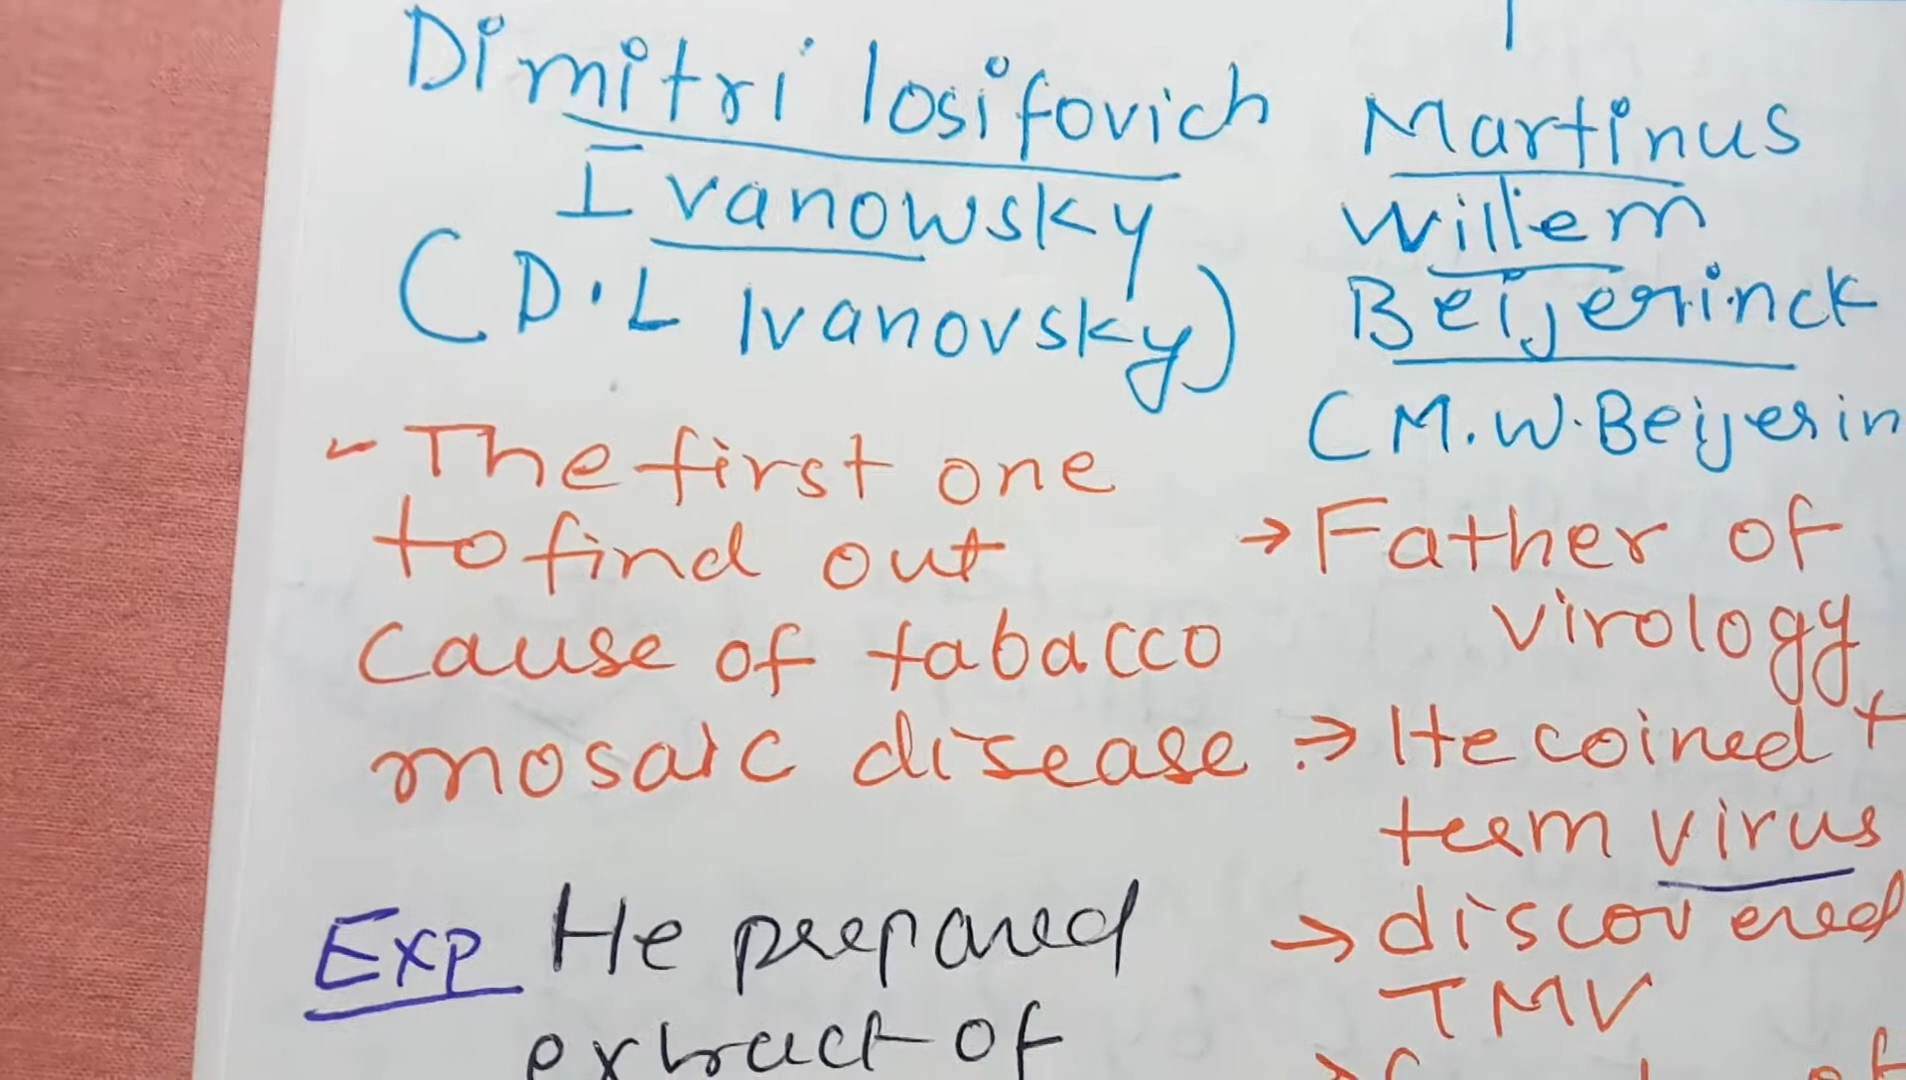 Dimitri Iosifovich
Ivanowsky
(D.L Ivanovsky)
- The first one
to find out
cause of tabacco
mosaic disease
Exp He prepared
extract of
Martinus
Willem
Beijerinck
(M.W.Beijerin
→ Father of
virology
→ He coined t
term virus
→ discovered
TMV